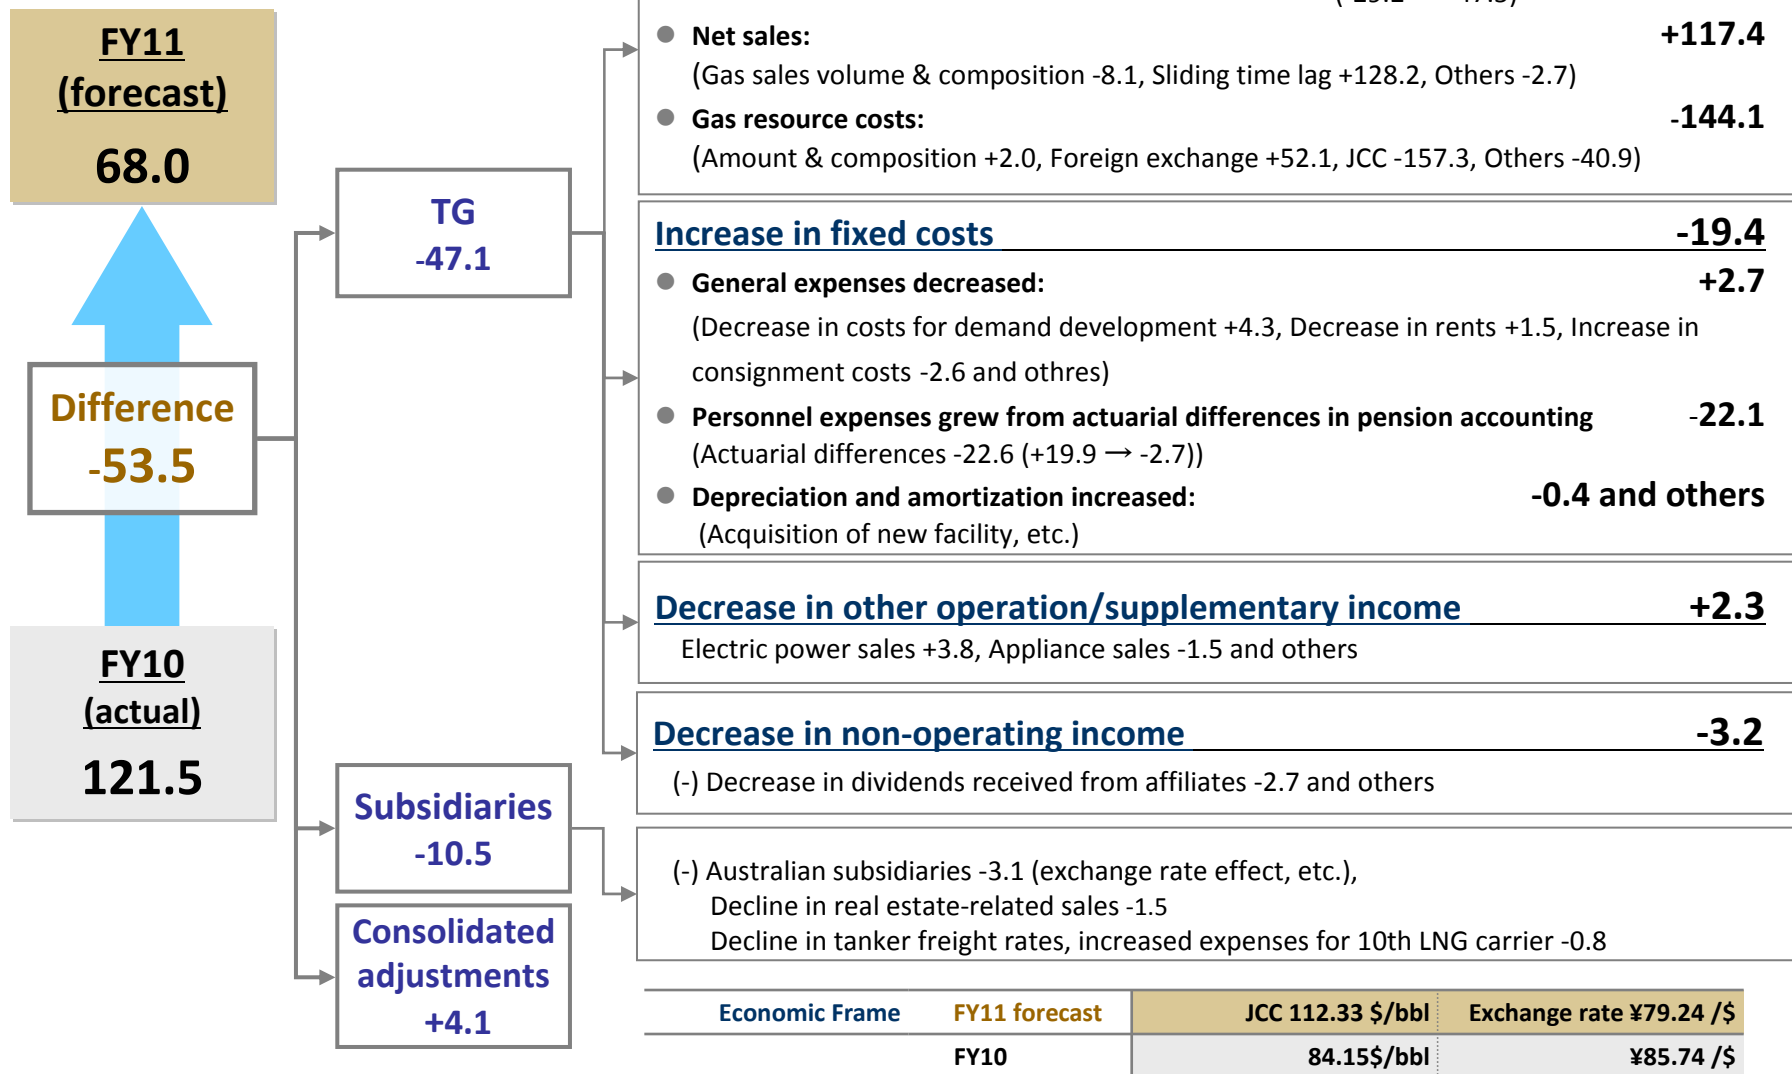 FY11
(forecast)
68.0
Difference
-53.5
FY10
(actual)
121.5
TG
-47.1
Subsidiaries
-10.5
Consolidated
adjustments
+4.1
● Net sales: +117.4
(Gas sales volume & composition -8.1, Sliding time lag +128.2, Others -2.7)
● Gas resource costs: -144.1
(Amount & composition +2.0, Foreign exchange +52.1, JCC -157.3, Others -40.9)
Increase in fixed costs -19.4
● General expenses decreased: +2.7
(Decrease in costs for demand development +4.3, Decrease in rents +1.5, Increase in
consignment costs -2.6 and othres)
● Personnel expenses grew from actuarial differences in pension accounting -22.1
(Actuarial differences -22.6 (+19.9 → -2.7))
● Depreciation and amortization increased: -0.4 and others
(Acquisition of new facility, etc.)
Decrease in other operation/supplementary income +2.3
Electric power sales +3.8, Appliance sales -1.5 and others
Decrease in non-operating income -3.2
(-) Decrease in dividends received from affiliates -2.7 and others
(-) Australian subsidiaries -3.1 (exchange rate effect, etc.),
Decline in real estate-related sales -1.5
Decline in tanker freight rates, increased expenses for 10th LNG carrier -0.8
Economic Frame FY11 forecast JCC 112.33 $/bbl Exchange rate ¥79.24 /$
FY10 84.15$/bbl ¥85.74 /$